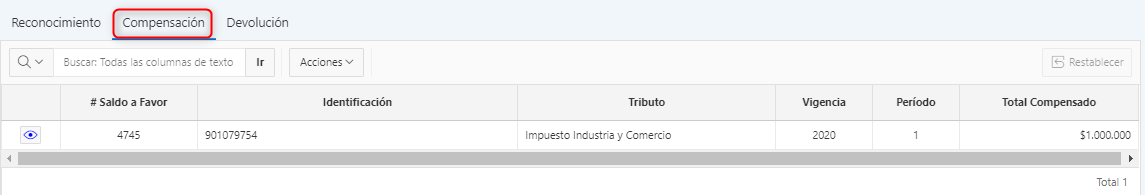 Reconocimiento Compensación Devolución
Buscar: Todas las columnas de texto Ir Acciones Restablecer
# Saldo a Favor Identificación Tributo Vigencia Período Total Compensado
4745 901079754 Impuesto Industria y Comercio 2020 1 $1.000.000
Total 1